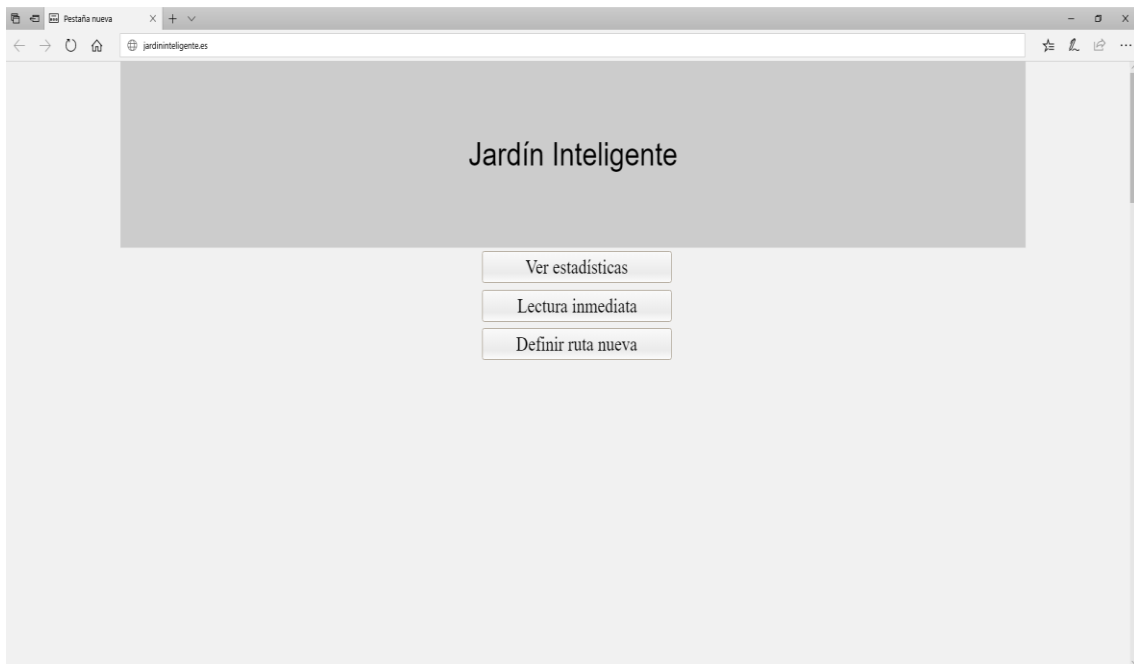 Pestaña nueva
jardininteligente.es
Jardín Inteligente
Ver estadísticas
Lectura inmediata
Definir ruta nueva